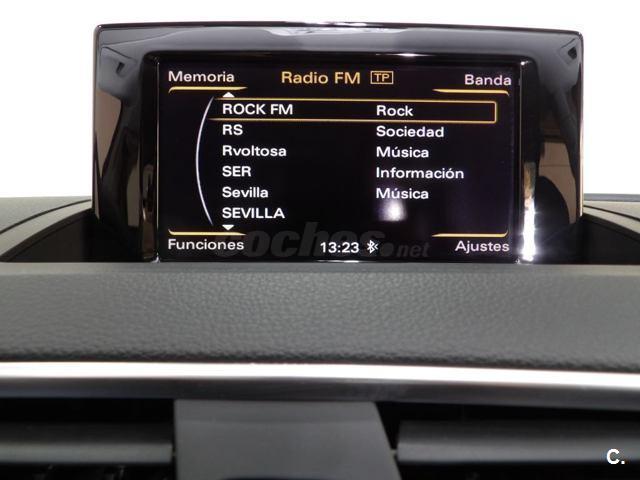 Memoria Radio FM TP Banda
ROCK FM Rock
RS Sociedad
Rvoltosa Música
SER Información
Sevilla Música
SEVILLA
Funciones 13:23 Ajustes
coches.net
C.